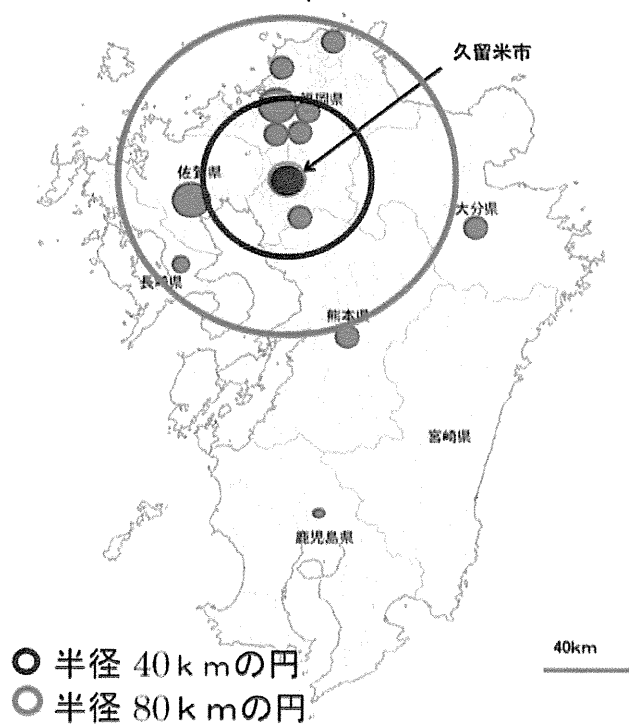 久留米市
福岡県
佐賀県
大分県
長崎県
熊本県
宮崎県
鹿児島県
40km
半径 40kmの円
半径 80kmの円